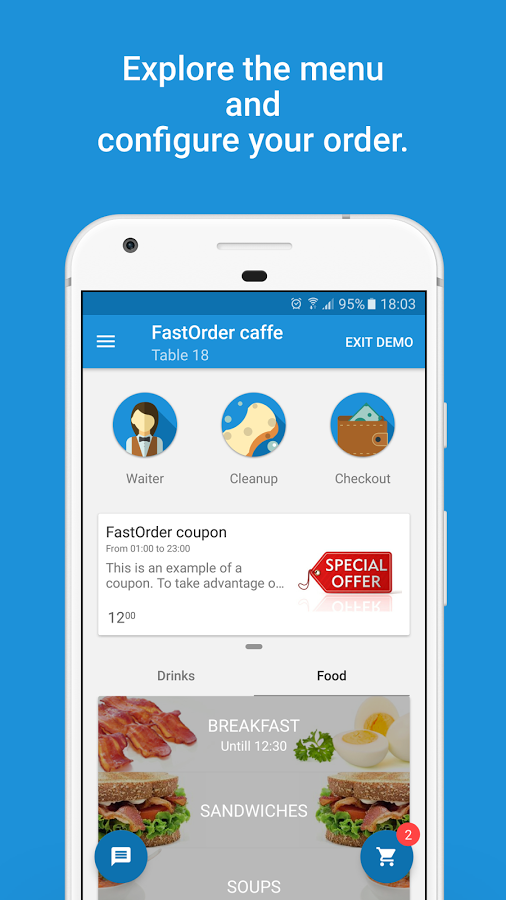 Explore the menu
and
configure your order.
95% 18:03
FastOrder caffe
Table 18
EXIT DEMO
Waiter
Cleanup
Checkout
FastOrder coupon
From 01:00 to 23:00
This is an example of a
coupon. To take advantage o...
SPECIAL
OFFER
12⁰⁰
Drinks
Food
BREAKFAST
Untill 12:30
SANDWICHES
2
SOUPS